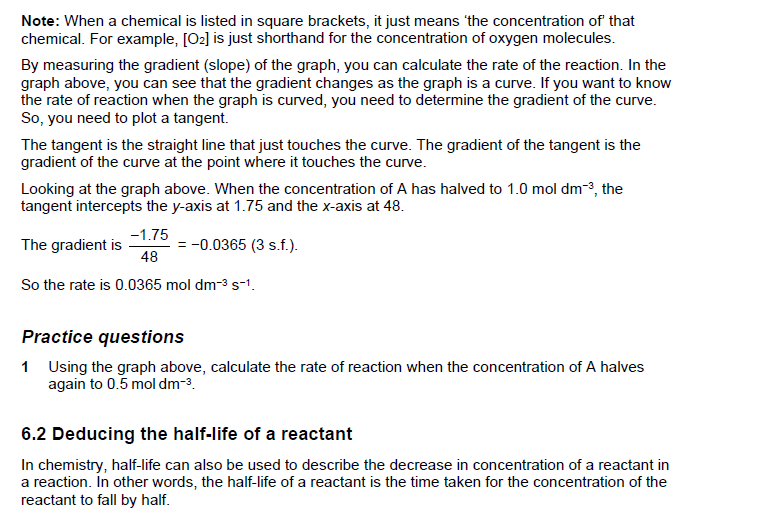 Note: When a chemical is listed in square brackets, it just means ‘the concentration of’ that
chemical. For example, [O₂] is just shorthand for the concentration of oxygen molecules.
By measuring the gradient (slope) of the graph, you can calculate the rate of the reaction. In the
graph above, you can see that the gradient changes as the graph is a curve. If you want to know
the rate of reaction when the graph is curved, you need to determine the gradient of the curve.
So, you need to plot a tangent.
The tangent is the straight line that just touches the curve. The gradient of the tangent is the
gradient of the curve at the point where it touches the curve.
Looking at the graph above. When the concentration of A has halved to 1.0 mol dm⁻³, the
tangent intercepts the y-axis at 1.75 and the x-axis at 48.
The gradient is −1.75/48 = −0.0365 (3 s.f.).
So the rate is 0.0365 mol dm⁻³ s⁻¹.
Practice questions
1 Using the graph above, calculate the rate of reaction when the concentration of A halves
again to 0.5 mol dm⁻³.
6.2 Deducing the half-life of a reactant
In chemistry, half-life can also be used to describe the decrease in concentration of a reactant in
a reaction. In other words, the half-life of a reactant is the time taken for the concentration of the
reactant to fall by half.